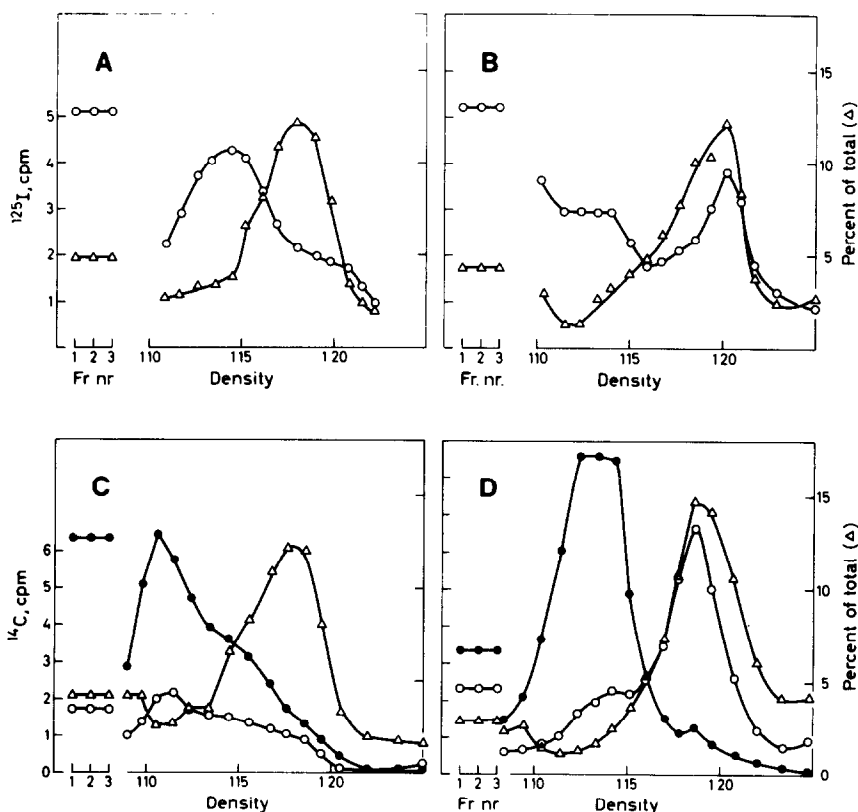 A
B
¹²⁵I, cpm
5
4
3
2
1
15
10
5
Percent of total (Δ)
1 2 3
110
115
120
Fr nr
Density
1 2 3
110
115
120
Fr. nr.
Density
C
D
¹⁴C, cpm
6
5
4
3
2
1
0
15
10
5
0
Percent of total (Δ)
1 2 3
110
115
120
Density
1 2 3
110
115
120
Fr nr
Density